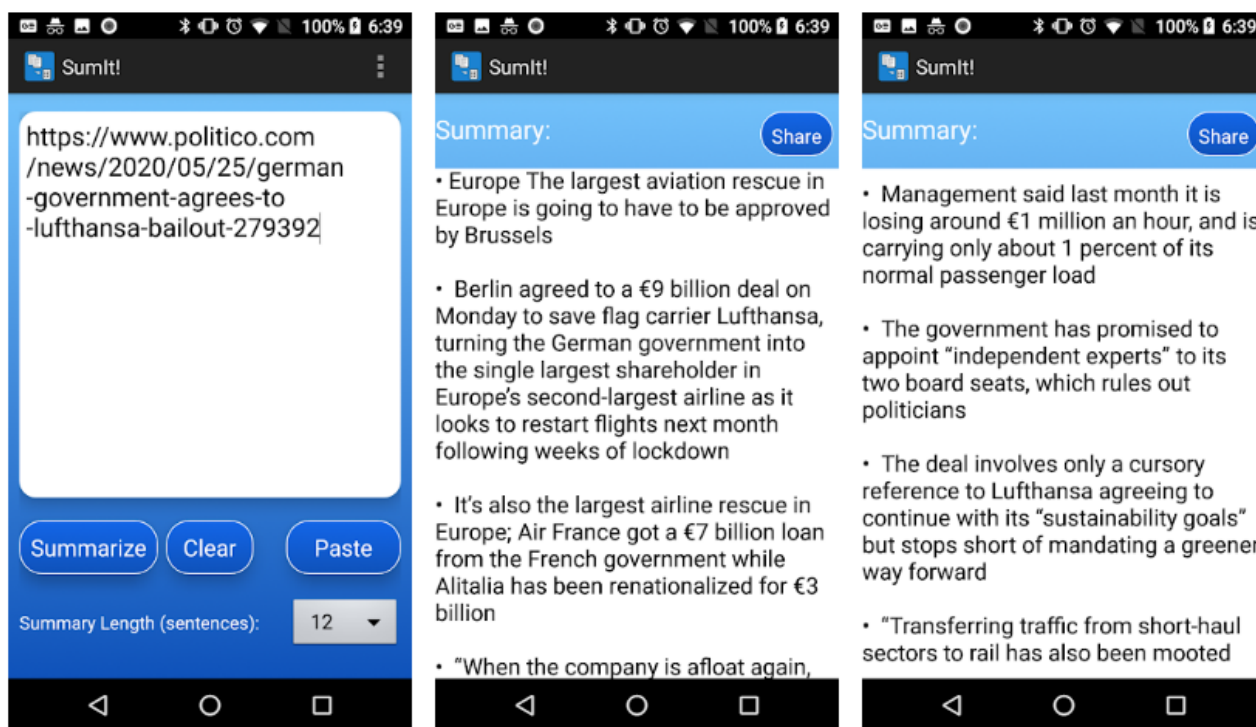 100% 6:39
SumIt!
https://www.politico.com
/news/2020/05/25/german
-government-agrees-to
-lufthansa-bailout-279392
Summarize
Clear
Paste
Summary Length (sentences):
12
100% 6:39
SumIt!
Summary:
Share
• Europe The largest aviation rescue in
Europe is going to have to be approved
by Brussels
• Berlin agreed to a €9 billion deal on
Monday to save flag carrier Lufthansa,
turning the German government into
the single largest shareholder in
Europe's second-largest airline as it
looks to restart flights next month
following weeks of lockdown
• It's also the largest airline rescue in
Europe; Air France got a €7 billion loan
from the French government while
Alitalia has been renationalized for €3
billion
• "When the company is afloat again,
100% 6:39
SumIt!
Summary:
Share
• Management said last month it is
losing around €1 million an hour, and is
carrying only about 1 percent of its
normal passenger load
• The government has promised to
appoint “independent experts” to its
two board seats, which rules out
politicians
• The deal involves only a cursory
reference to Lufthansa agreeing to
continue with its “sustainability goals”
but stops short of mandating a greener
way forward
• “Transferring traffic from short-haul
sectors to rail has also been mooted